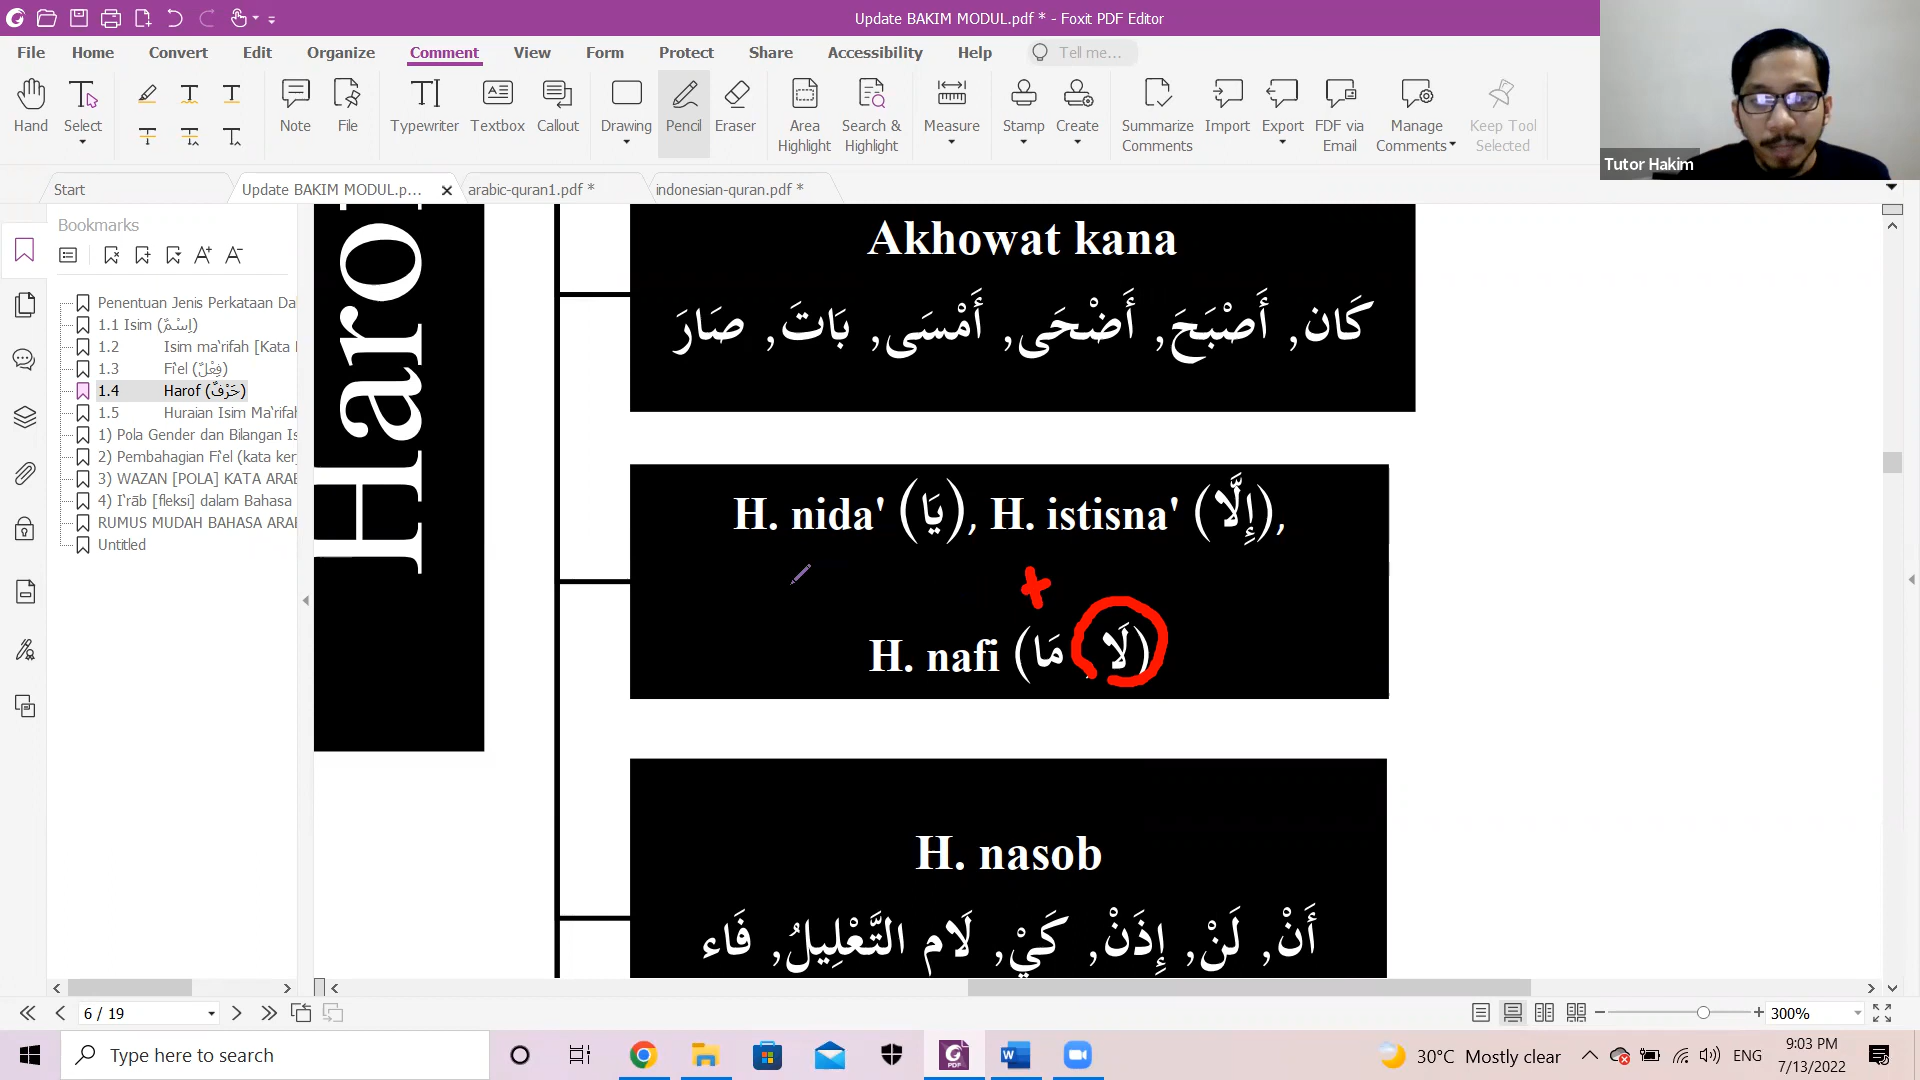 Update BAKIM MODUL.pdf * - Foxit PDF Editor
File Home Convert Edit Organize Comment View Form Protect Share Accessibility Help Tell me...
Hand Select Note File Typewriter Textbox Callout Drawing Pencil Eraser Area Highlight Search & Highlight Measure Stamp Create Summarize Comments Import Export FDF via Email Manage Comments Keep Tool Selected
Tutor Hakim
Start Update BAKIM MODUL.p... arabic-quran1.pdf * indonesian-quran.pdf *
Bookmarks
Penentuan Jenis Perkataan Da
1.1 Isim (اِسْمٌ)
1.2 Isim ma'rifah [Kata
1.3 Fi'el (فِعْلٌ)
1.4 Harof (حَرْفٌ)
1.5 Huraian Isim Ma'rifah
1) Pola Gender dan Bilangan Is
2) Pembahagian Fi'el (kata ker
3) WAZAN [POLA] KATA ARAB
4) I'rāb [fleksi] dalam Bahasa
RUMUS MUDAH BAHASA ARA
Untitled
Harof
Akhowat kana
كَان, أَصْبَحَ, أَضْحَى, أَمْسَى, بَاتَ, صَارَ
H. nida' (يَا), H. istisna' (إِلَّا),
H. nafi (مَا, لَا)
H. nasob
أَنْ, لَنْ, إِذَنْ, كَيْ, لَام التَّعْلِيلُ, فَاء
6 / 19
300%
Type here to search
30°C Mostly clear
ENG
9:03 PM
7/13/2022